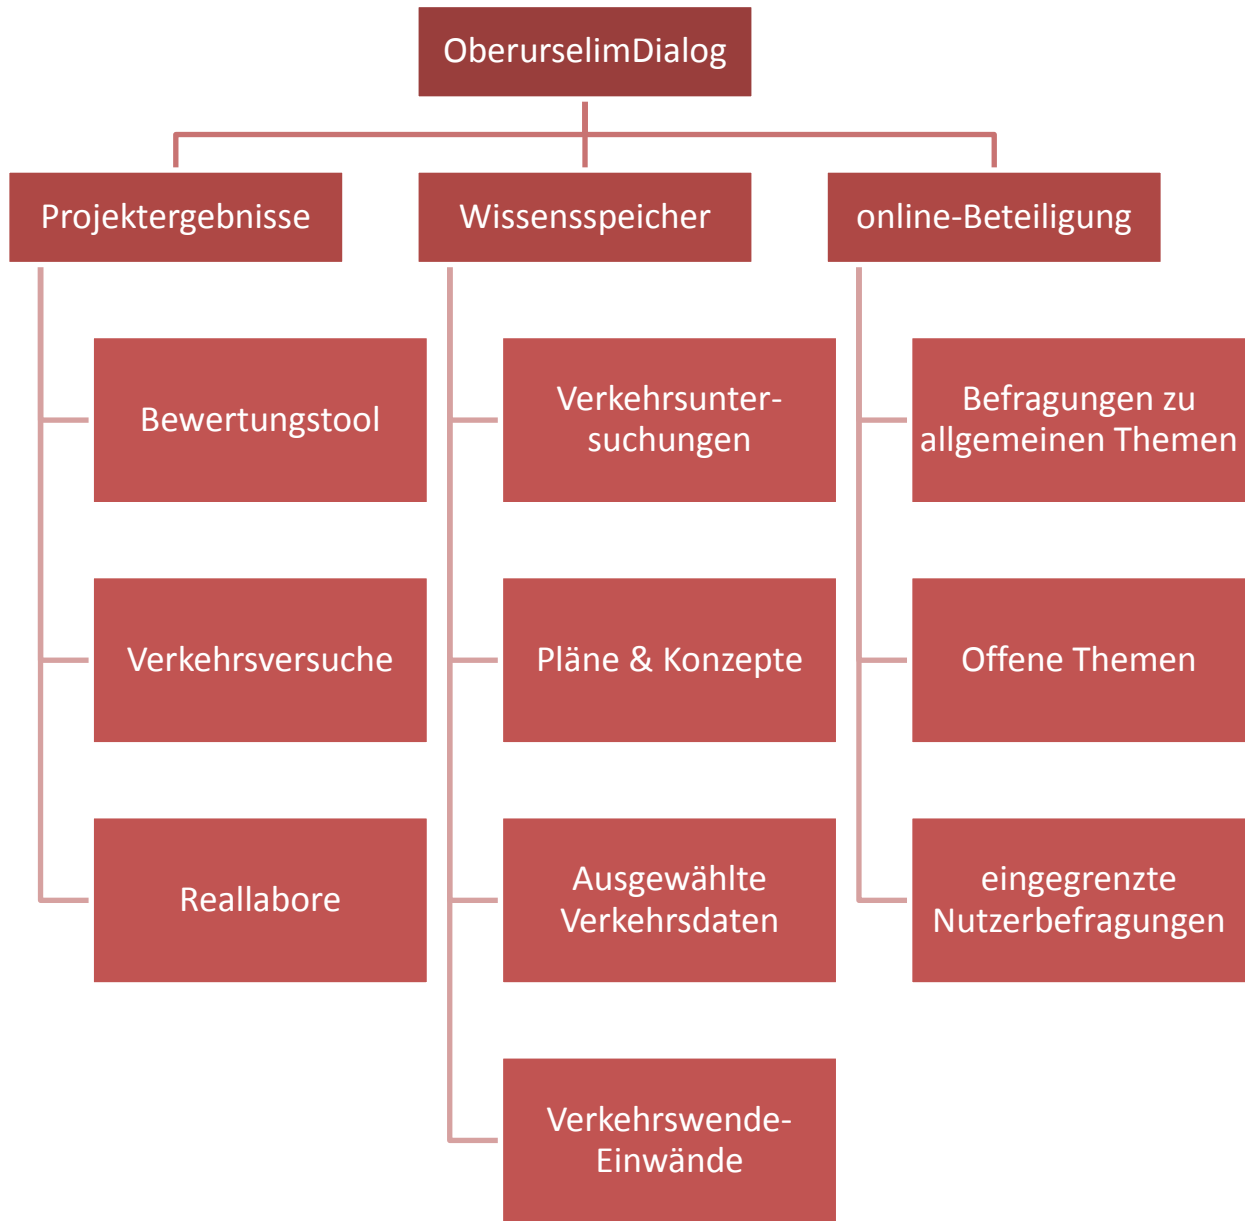 OberurselimDialog
Projektergebnisse
Wissensspeicher
online-Beteiligung
Bewertungstool
Verkehrsversuche
Reallabore
Verkehrsunter-
suchungen
Pläne & Konzepte
Ausgewählte
Verkehrsdaten
Verkehrswende-
Einwände
Befragungen zu
allgemeinen Themen
Offene Themen
eingegrenzte
Nutzerbefragungen